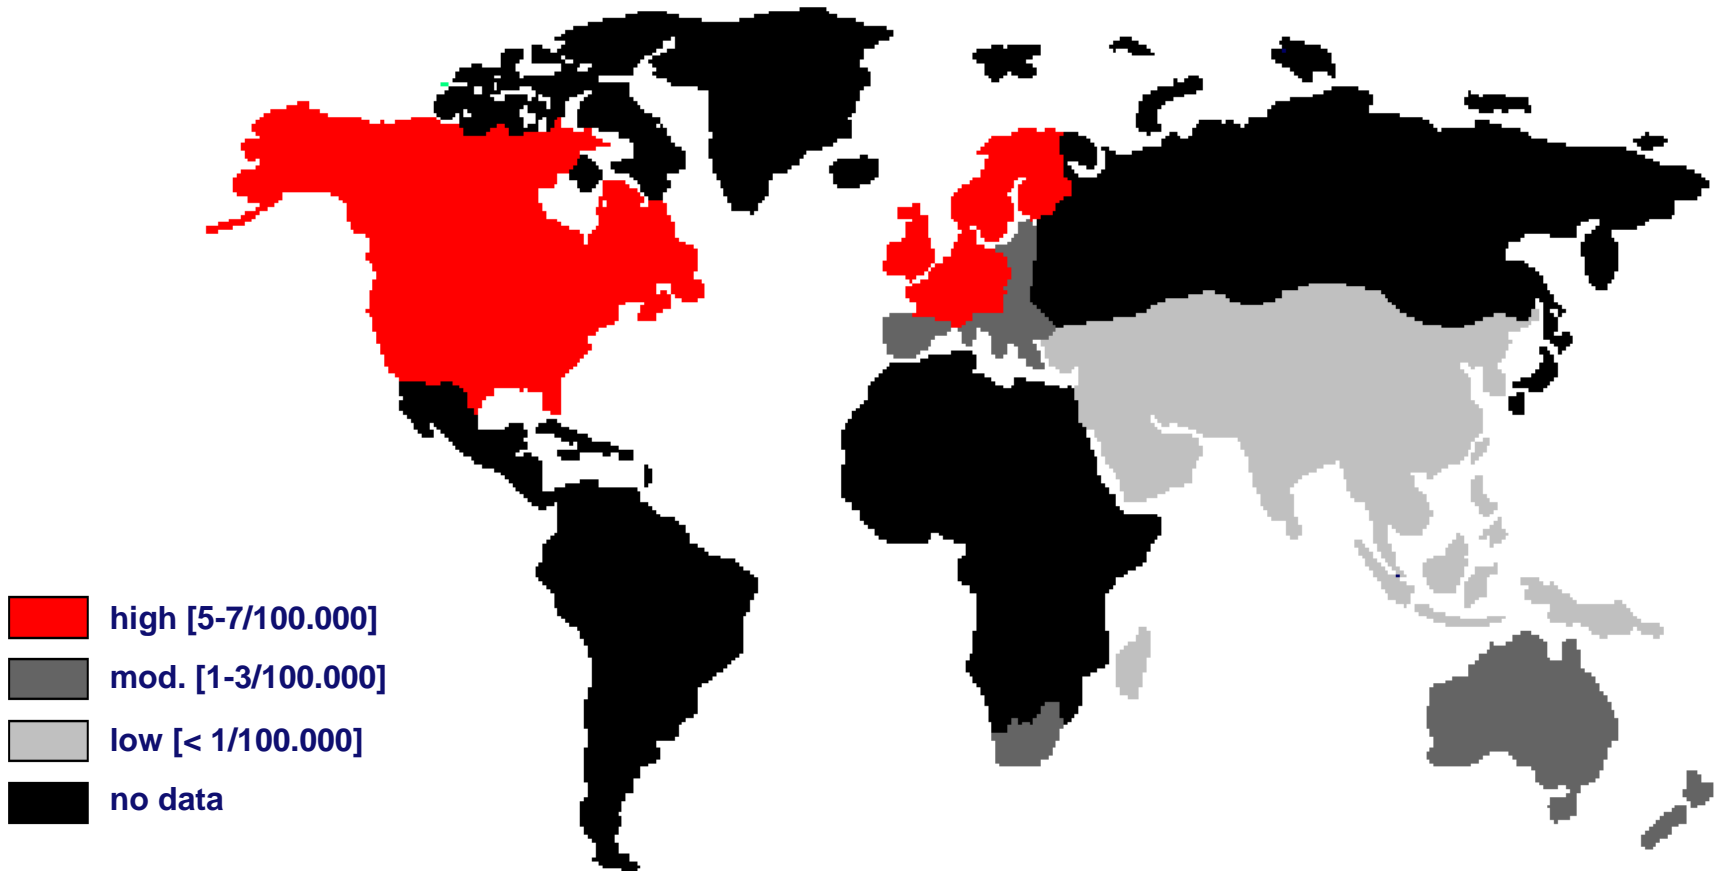 high [5-7/100.000]
mod. [1-3/100.000]
low [< 1/100.000]
no data